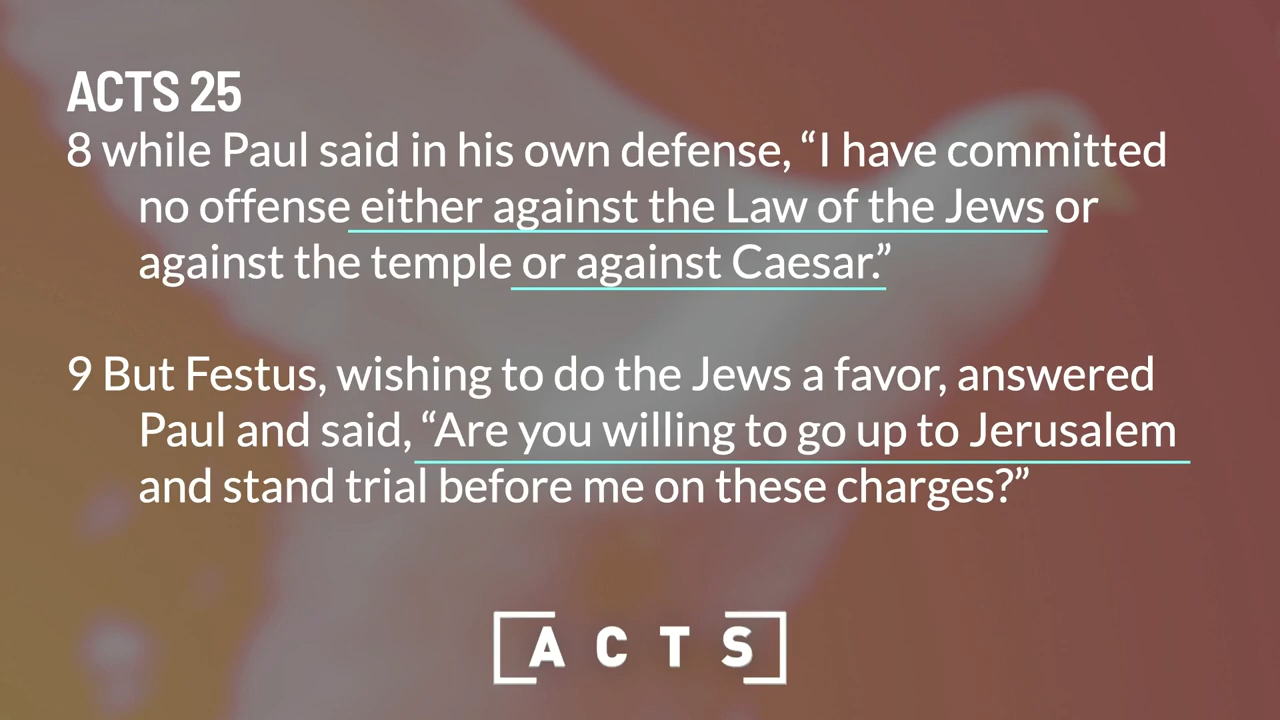 ACTS 25
8 while Paul said in his own defense, “I have committed
no offense either against the Law of the Jews or
against the temple or against Caesar.”
9 But Festus, wishing to do the Jews a favor, answered
Paul and said, “Are you willing to go up to Jerusalem
and stand trial before me on these charges?”
ACTS